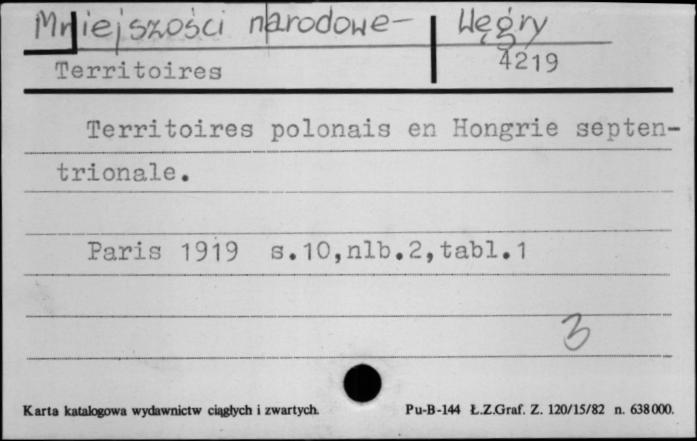 Mniejszości narodowe- Węgry
Territoires 4219
Territoires polonais en Hongrie septen-
trionale.
Paris 1919 s.10,nlb.2,tabl.1
3
Karta katalogowa wydawnictw ciągłych i zwartych. Pu-B-144 Ł.Z.Graf. Z. 120/15/82 n. 638000.